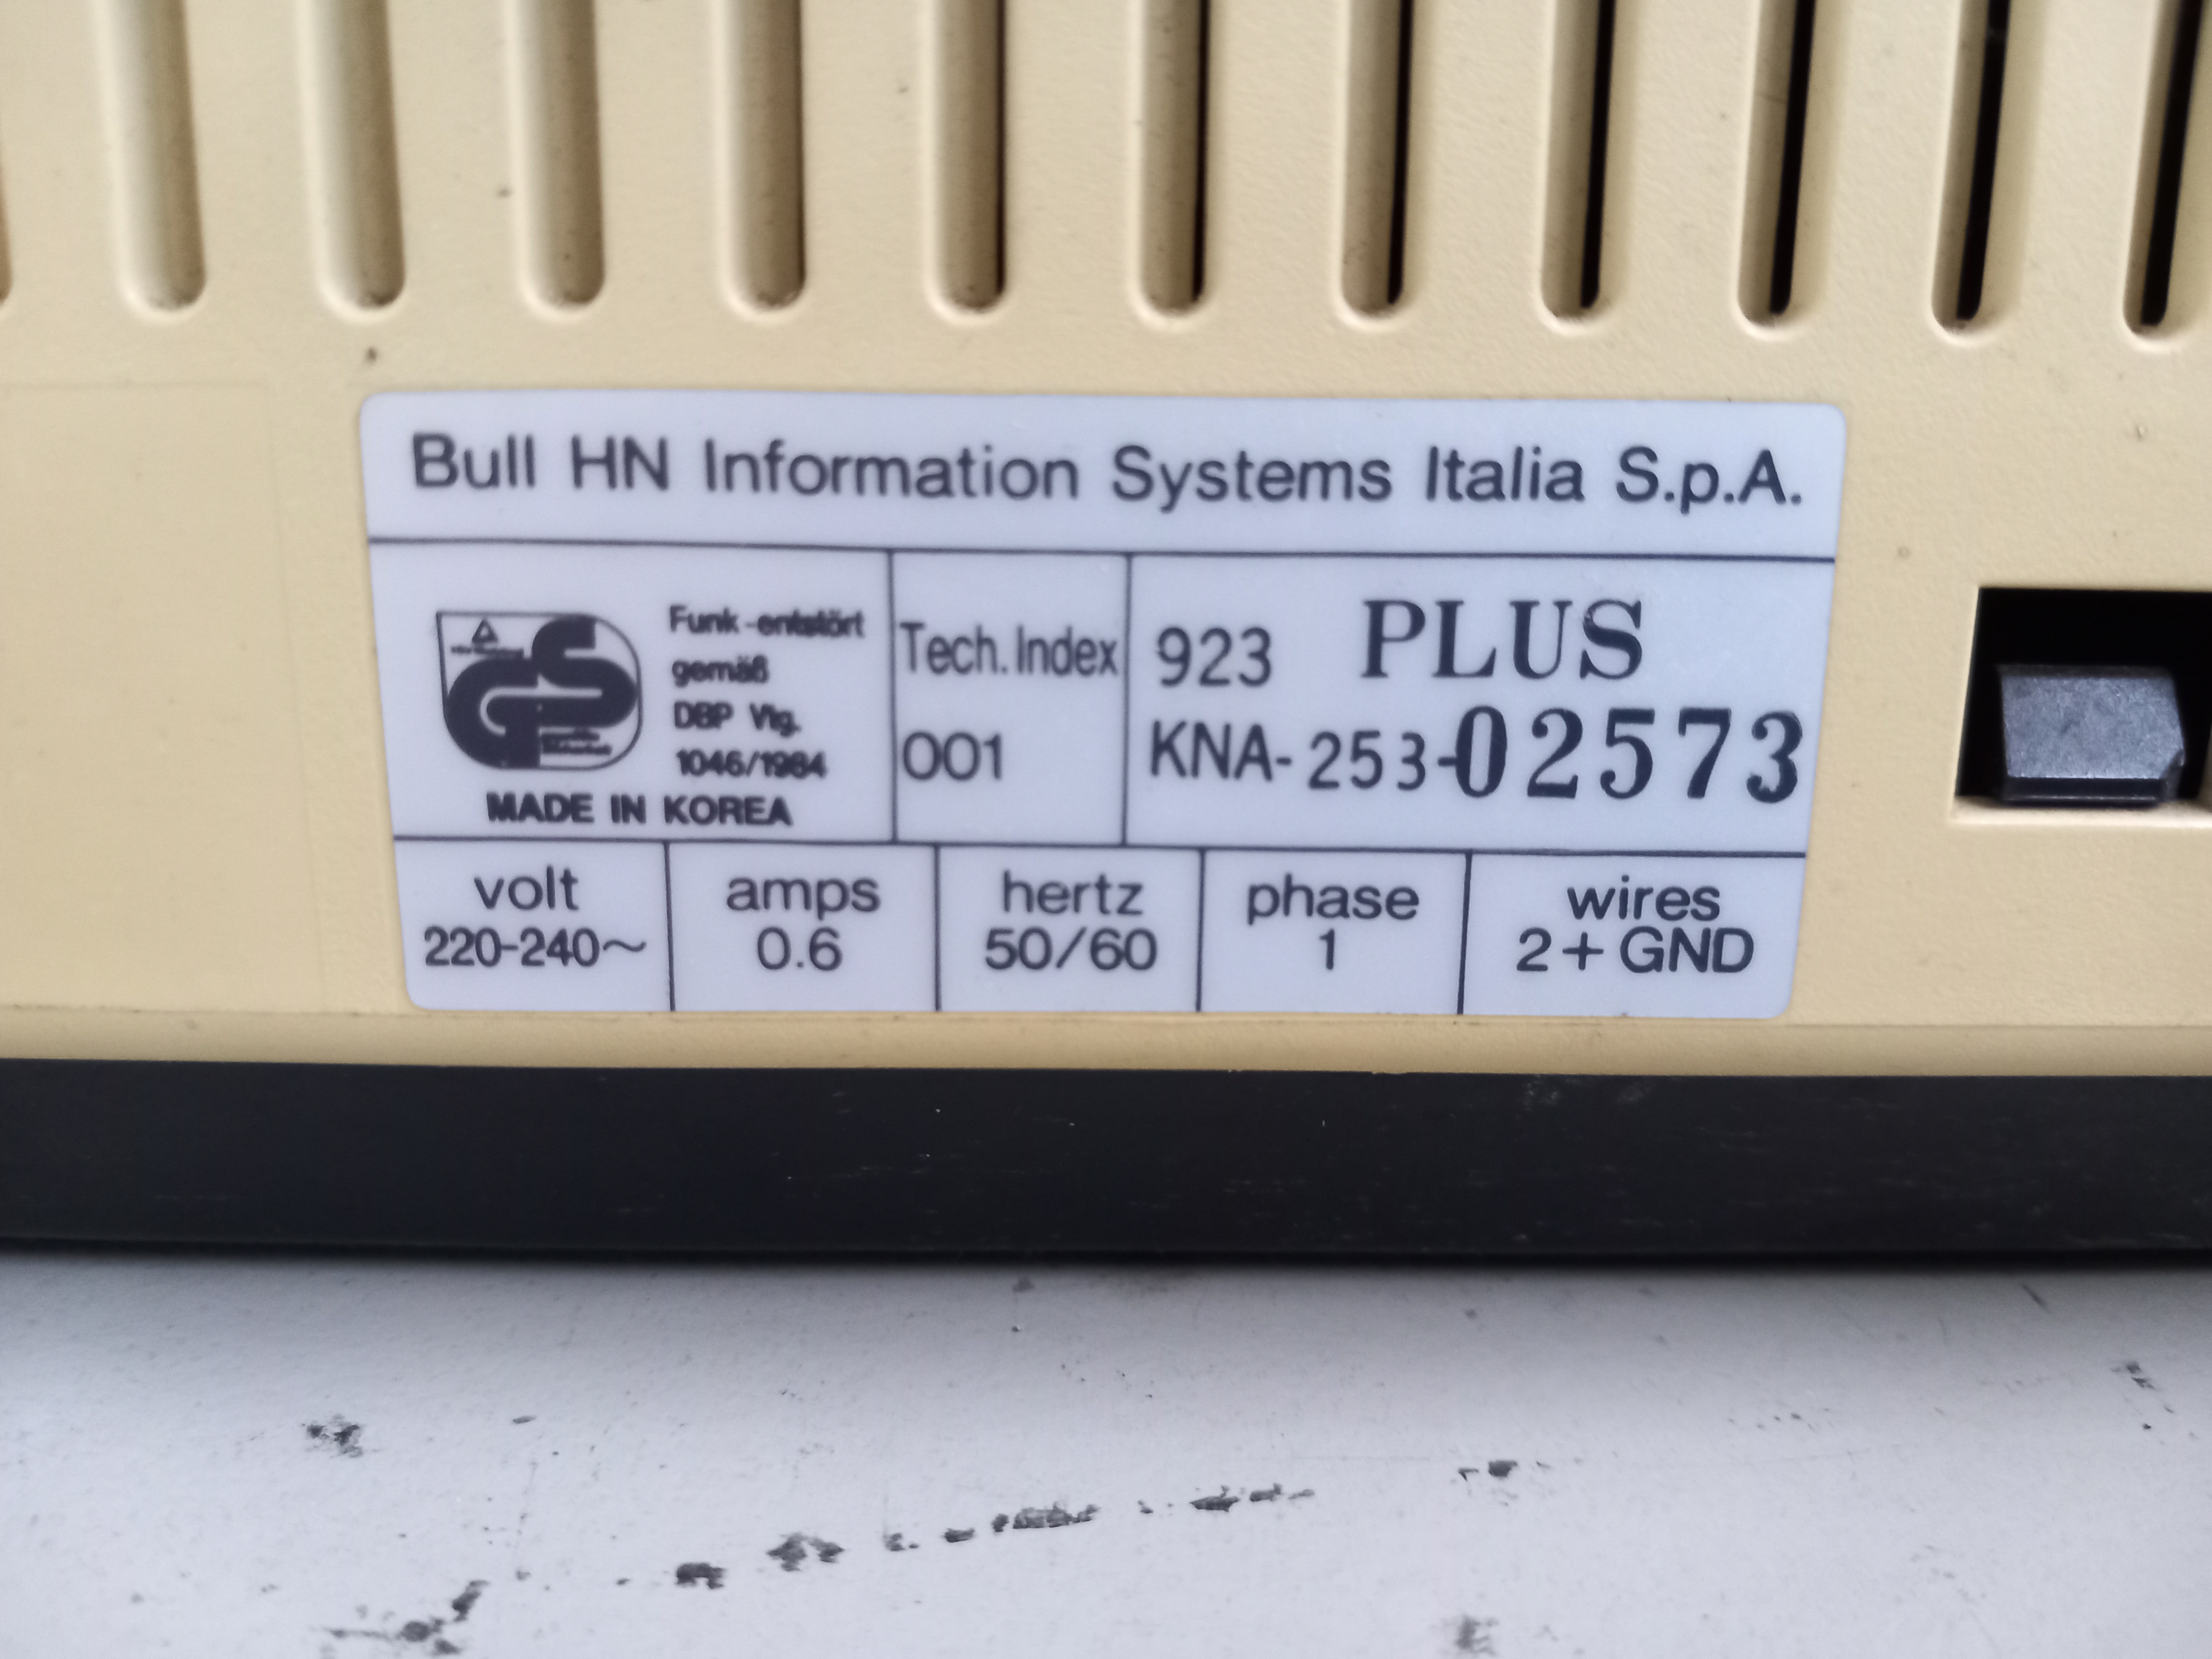 Bull HN Information Systems Italia S.p.A.
Funk-entstört
gemäß
DBP Vfg.
1046/1984
MADE IN KOREA
Tech. Index
001
923 PLUS
KNA-253-02573
volt
220-240~
amps
0.6
hertz
50/60
phase
1
wires
2+GND